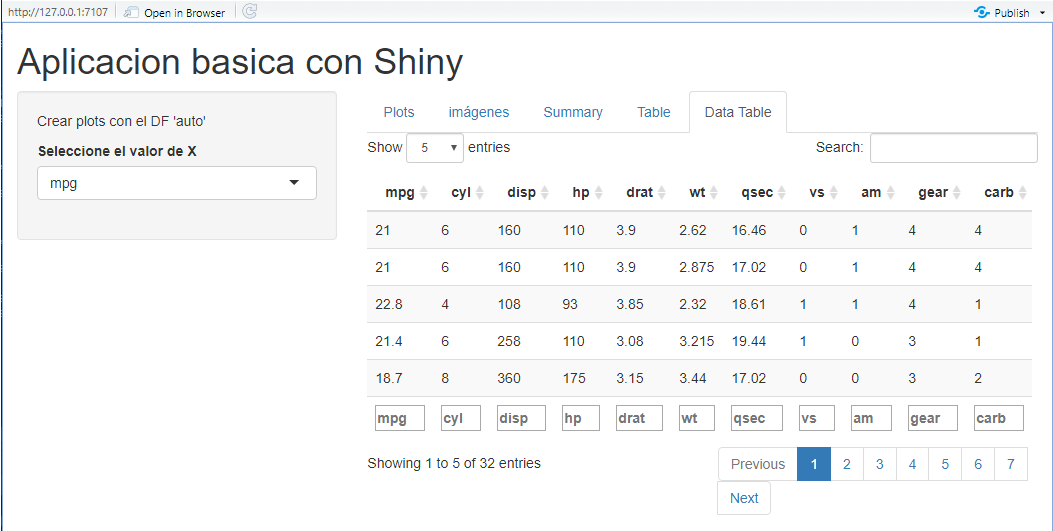 http://127.0.0.1:7107 Open in Browser Publish
Aplicacion basica con Shiny
Crear plots con el DF 'auto'
Seleccione el valor de X
mpg
Plots imágenes Summary Table Data Table
Show 5 entries Search:
mpg cyl disp hp drat wt qsec vs am gear carb
21 6 160 110 3.9 2.62 16.46 0 1 4 4
21 6 160 110 3.9 2.875 17.02 0 1 4 4
22.8 4 108 93 3.85 2.32 18.61 1 1 4 1
21.4 6 258 110 3.08 3.215 19.44 1 0 3 1
18.7 8 360 175 3.15 3.44 17.02 0 0 3 2
mpg cyl disp hp drat wt qsec vs am gear carb
Showing 1 to 5 of 32 entries
Previous 1 2 3 4 5 6 7
Next